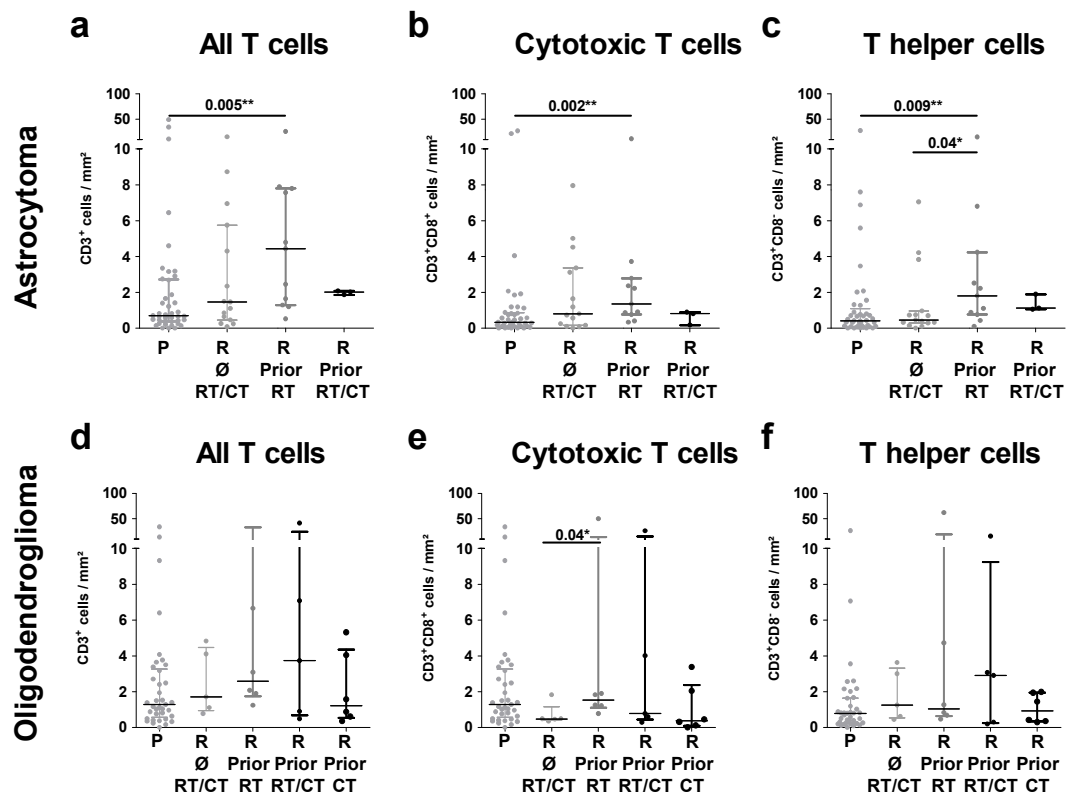 a
b
c
All T cells
Cytotoxic T cells
T helper cells
Astrocytoma
CD3⁺ cells / mm²
100
50
10
8
6
4
2
0
0.005**
P
R
Ø
RT/CT
R
Prior
RT
R
Prior
RT/CT
CD3⁺CD8⁺ cells / mm²
100
50
10
8
6
4
2
0
0.002**
P
R
Ø
RT/CT
R
Prior
RT
R
Prior
RT/CT
CD3⁺CD8⁻ cells / mm²
100
50
10
8
6
4
2
0
0.009**
0.04*
P
R
Ø
RT/CT
R
Prior
RT
R
Prior
RT/CT
d
e
f
All T cells
Cytotoxic T cells
T helper cells
Oligodendroglioma
CD3⁺ cells / mm²
100
50
10
8
6
4
2
0
P
R
Ø
RT/CT
R
Prior
RT
R
Prior
RT/CT
R
Prior
CT
CD3⁺CD8⁺ cells / mm²
100
50
10
8
6
4
2
0
0.04*
P
R
Ø
RT/CT
R
Prior
RT
R
Prior
RT/CT
R
Prior
CT
CD3⁺CD8⁻ cells / mm²
100
50
10
8
6
4
2
0
P
R
Ø
RT/CT
R
Prior
RT
R
Prior
RT/CT
R
Prior
CT